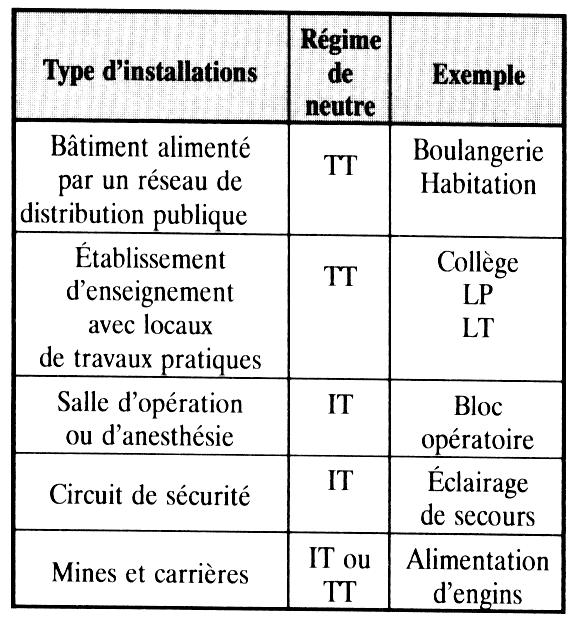 Type d'installations
Régime
de
neutre
Exemple
Bâtiment alimenté
par un réseau de
distribution publique
TT
Boulangerie
Habitation
Établissement
d'enseignement
avec locaux
de travaux pratiques
TT
Collège
LP
LT
Salle d'opération
ou d'anesthésie
IT
Bloc
opératoire
Circuit de sécurité
IT
Éclairage
de secours
Mines et carrières
IT ou
TT
Alimentation
d'engins